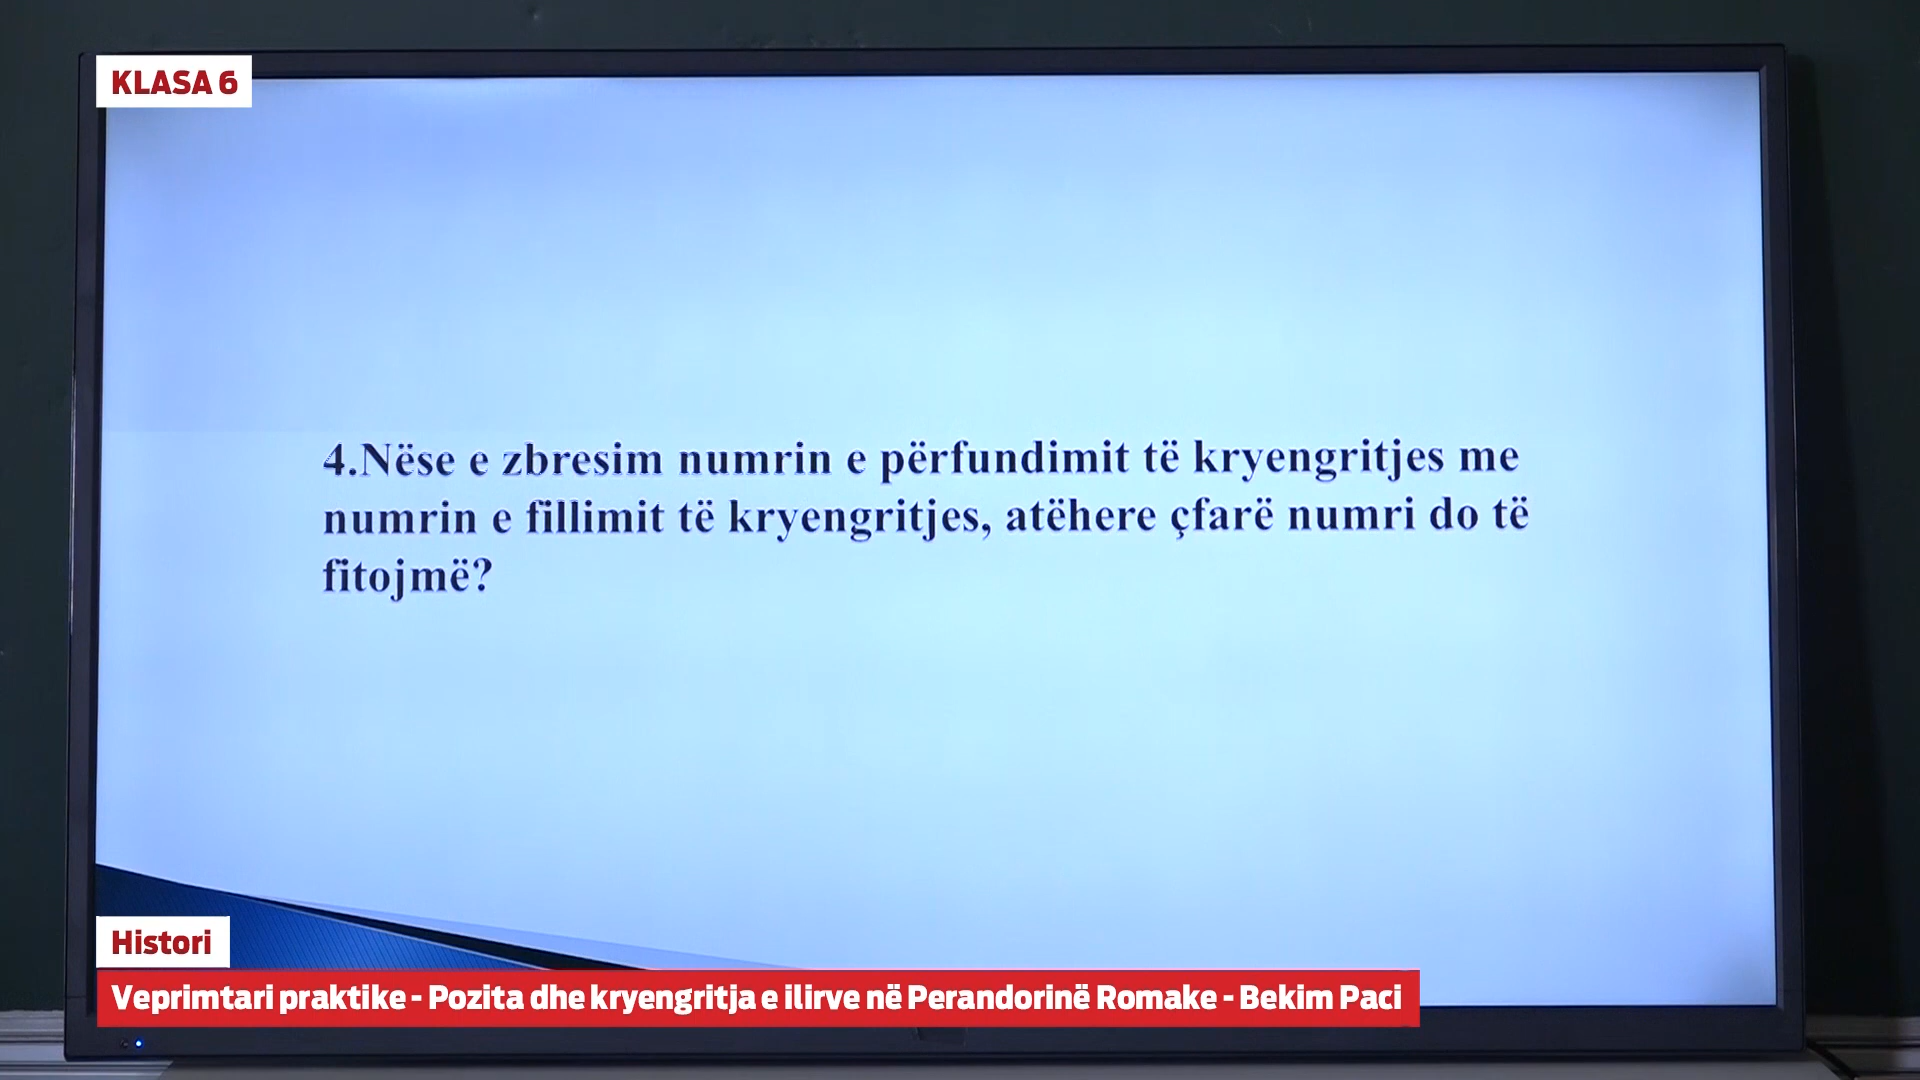 KLASA 6
4.Nëse e zbresim numrin e përfundimit të kryengritjes me
numrin e fillimit të kryengritjes, atëhere çfarë numri do të
fitojmë?
Histori
Veprimtari praktike - Pozita dhe kryengritja e ilirve në Perandorinë Romake - Bekim Paci